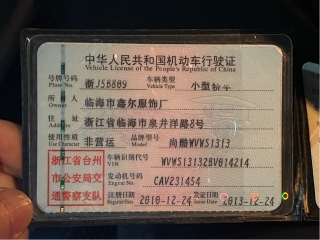 中华人民共和国机动车行驶证
Vehicle License of the People's Republic of China
号牌号码 浙J5B809 车辆类型 小型轿车
Plate No. Vehicle Type
所有人 临海市鑫尔服饰厂
Owner
住址 浙江省临海市泉井洋路8号
Address
使用性质 非营运 品牌型号 尚酷WVWS1313
Use Character Model
浙江省台州 车辆识别代号 WVWS13132BV014214
VIN
市公安局交 发动机号码 CAV231454
Engine No.
通警察支队 注册日期 2010-12-24 发证日期 2013-12-24
Register Date Issue Date